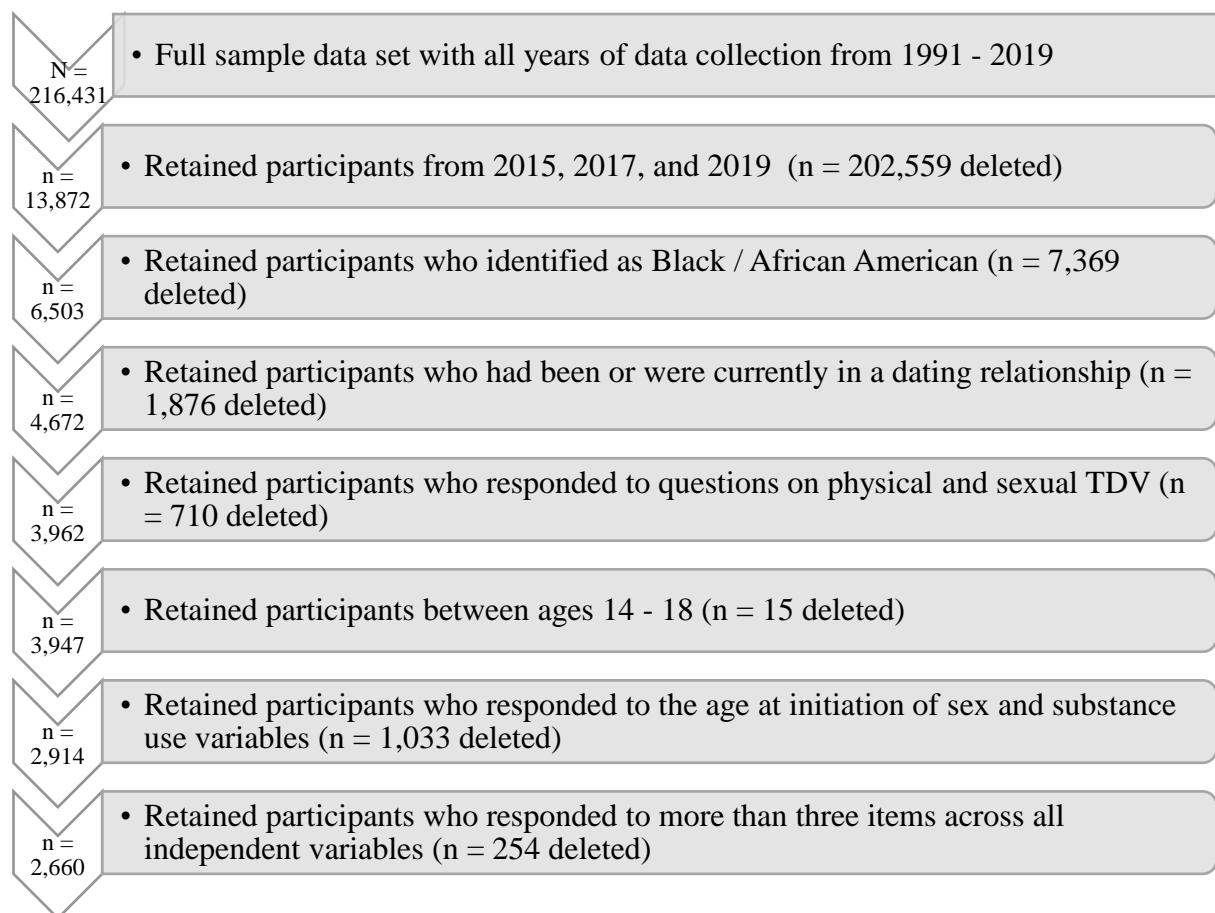 N =
216,431
• Full sample data set with all years of data collection from 1991 - 2019
n =
13,872
• Retained participants from 2015, 2017, and 2019 (n = 202,559 deleted)
n =
6,503
• Retained participants who identified as Black / African American (n = 7,369
deleted)
n =
4,672
• Retained participants who had been or were currently in a dating relationship (n =
1,876 deleted)
n =
3,962
• Retained participants who responded to questions on physical and sexual TDV (n
= 710 deleted)
n =
3,947
• Retained participants between ages 14 - 18 (n = 15 deleted)
n =
2,914
• Retained participants who responded to the age at initiation of sex and substance
use variables (n = 1,033 deleted)
n =
2,660
• Retained participants who responded to more than three items across all
independent variables (n = 254 deleted)